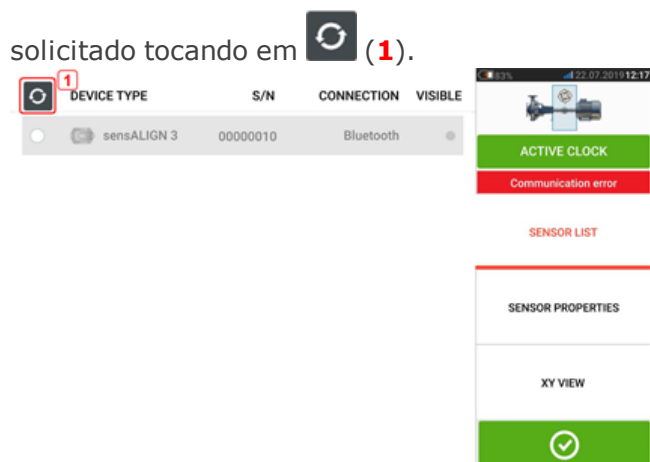 solicitado tocando em (1).
1
DEVICE TYPE S/N CONNECTION VISIBLE
sensALIGN 3 00000010 Bluetooth
83% 22.07.2019 12:17
ACTIVE CLOCK
Communication error
SENSOR LIST
SENSOR PROPERTIES
XY VIEW